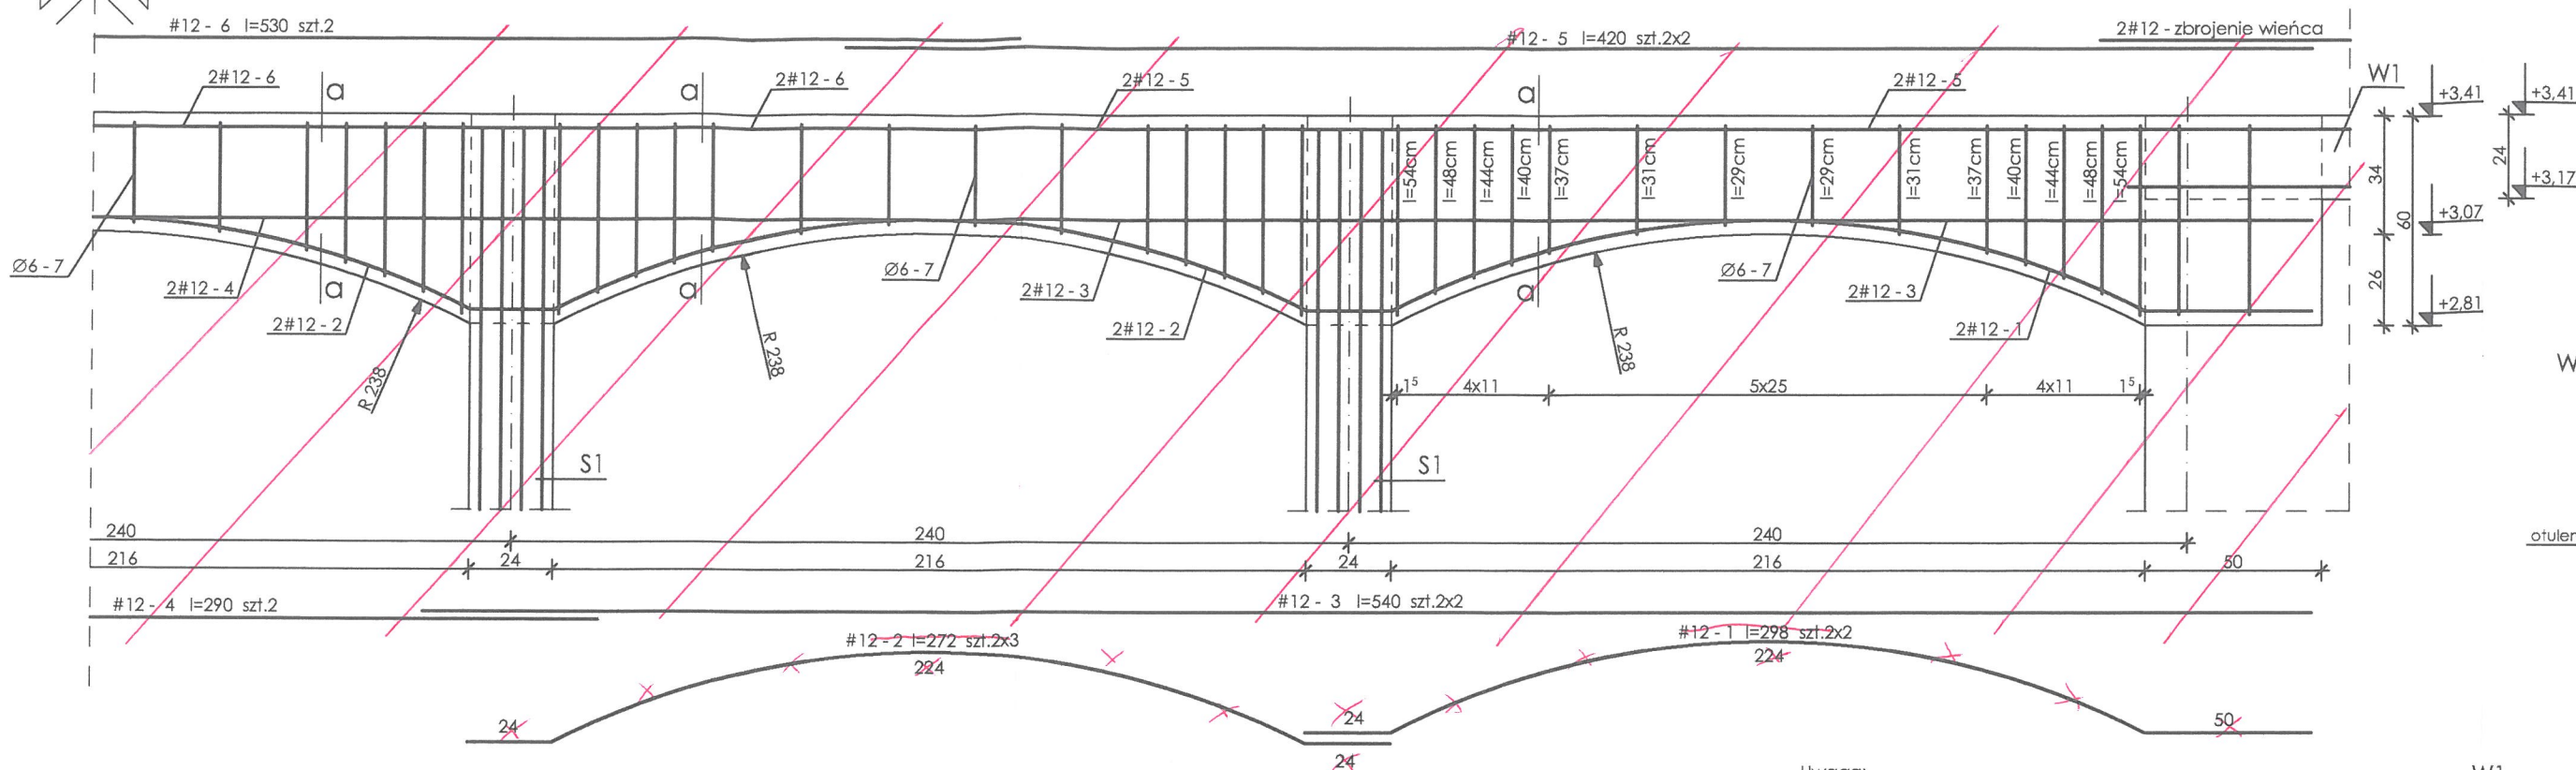 #12 - 6 l=530 szt.2
#12 - 5 l=420 szt.2x2
2#12 - zbrojenie wieńca
2#12 - 6
a
a
2#12 - 6
2#12 - 5
a
2#12 - 5
W1
+3,41
+3,41
l=54cm
l=48cm
l=44cm
l=40cm
l=37cm
l=31cm
l=29cm
l=29cm
l=31cm
l=37cm
l=40cm
l=44cm
l=48cm
l=54cm
34
24
+3,17
60
+3,07
26
+2,81
Ø6 - 7
2#12 - 4
a
2#12 - 2
R 238
a
R 238
Ø6 - 7
2#12 - 3
2#12 - 2
a
R 238
Ø6 - 7
2#12 - 3
2#12 - 1
W
1⁵
4x11
5x25
4x11
1⁵
S1
S1
240
240
240
otuler
216
24
216
24
216
50
#12 - 4 l=290 szt.2
#12 - 3 l=540 szt.2x2
#12 - 2 l=272 szt.2x3
224
#12 - 1 l=298 szt.2x2
224
24
24
24
50
W1